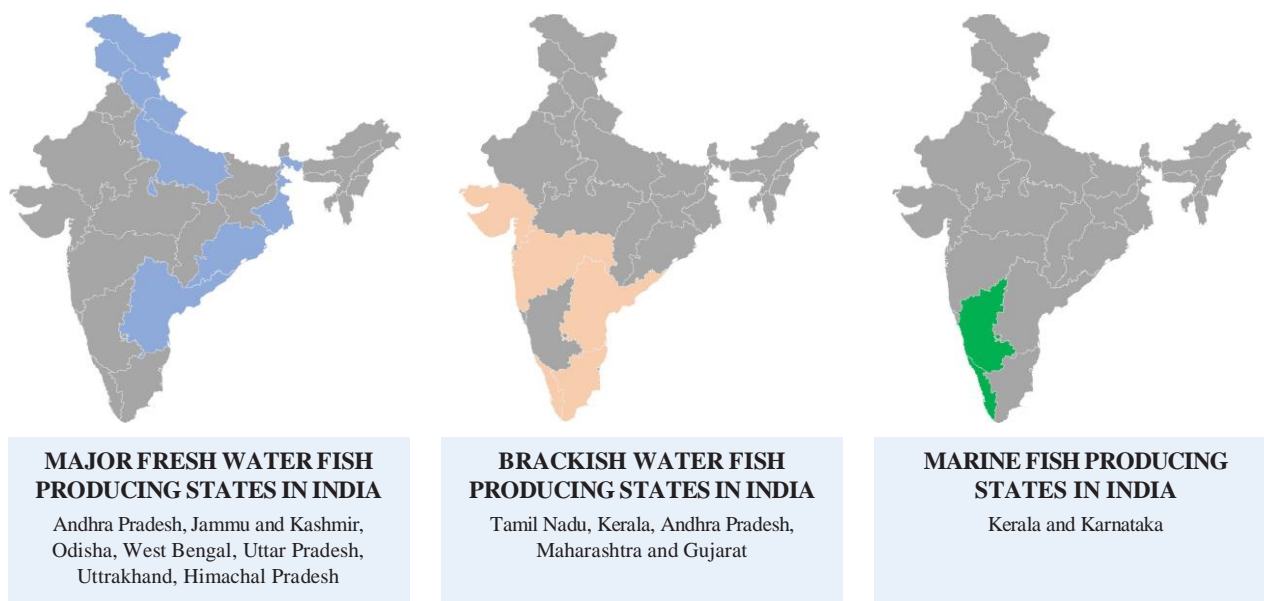 MAJOR FRESH WATER FISH
PRODUCING STATES IN INDIA
Andhra Pradesh, Jammu and Kashmir,
Odisha, West Bengal, Uttar Pradesh,
Uttrakhand, Himachal Pradesh
BRACKISH WATER FISH
PRODUCING STATES IN INDIA
Tamil Nadu, Kerala, Andhra Pradesh,
Maharashtra and Gujarat
MARINE FISH PRODUCING
STATES IN INDIA
Kerala and Karnataka